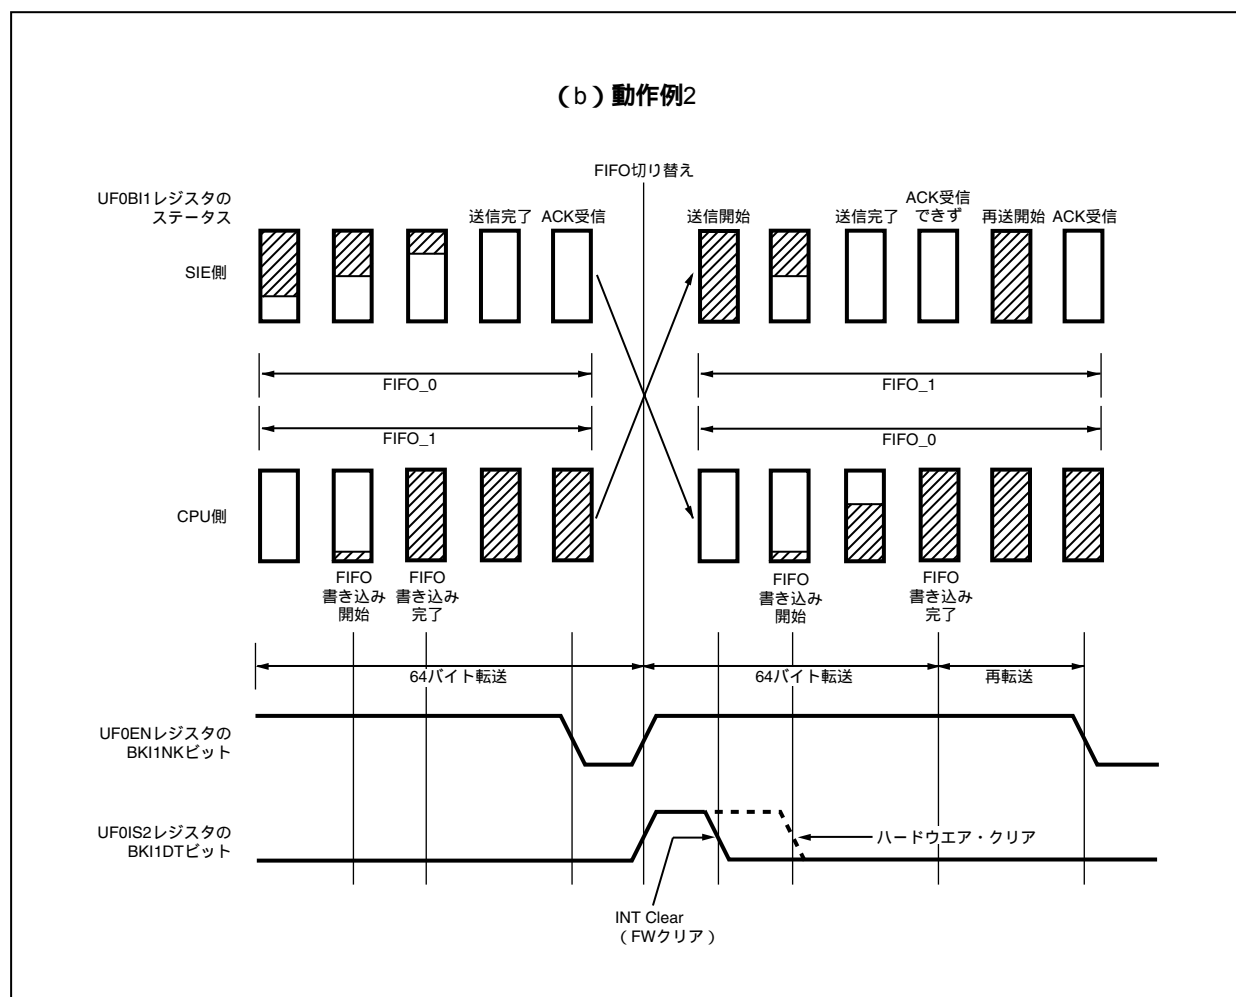 (b)動作例2
FIFO切り替え
UF0BI1レジスタの
ステータス
送信完了
ACK受信
送信開始
送信完了
ACK受信
できず
再送開始
ACK受信
SIE側
FIFO_0
FIFO_1
FIFO_1
FIFO_0
CPU側
FIFO
書き込み
開始
FIFO
書き込み
完了
FIFO
書き込み
開始
FIFO
書き込み
完了
64バイト転送
64バイト転送
再転送
UF0ENレジスタの
BKI1NKビット
UF0IS2レジスタの
BKI1DTビット
ハードウエア・クリア
INT Clear
(FWクリア)